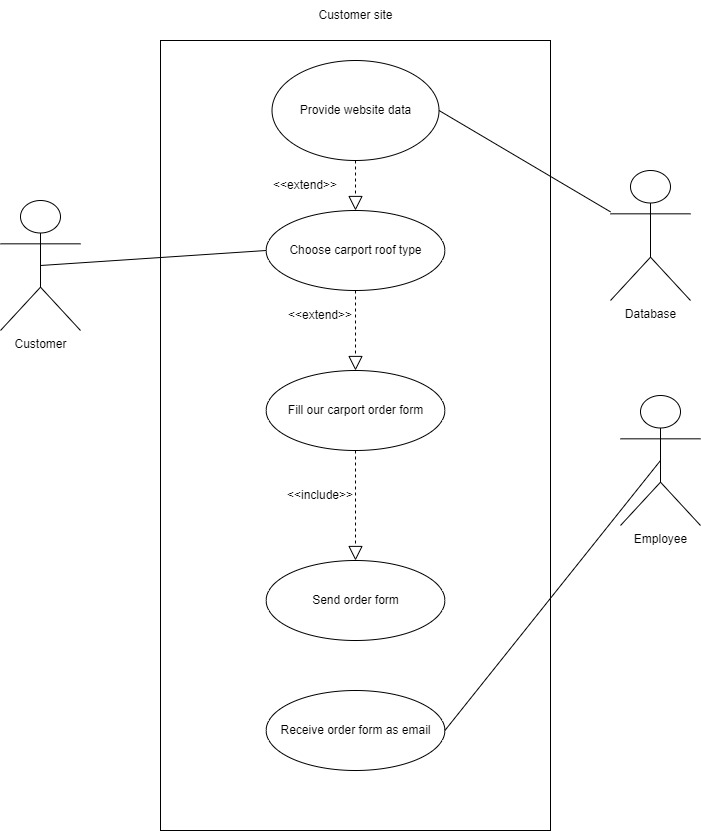 Customer site
Provide website data
<<extend>>
Choose carport roof type
Customer
Database
<<extend>>
Fill our carport order form
<<include>>
Employee
Send order form
Receive order form as email